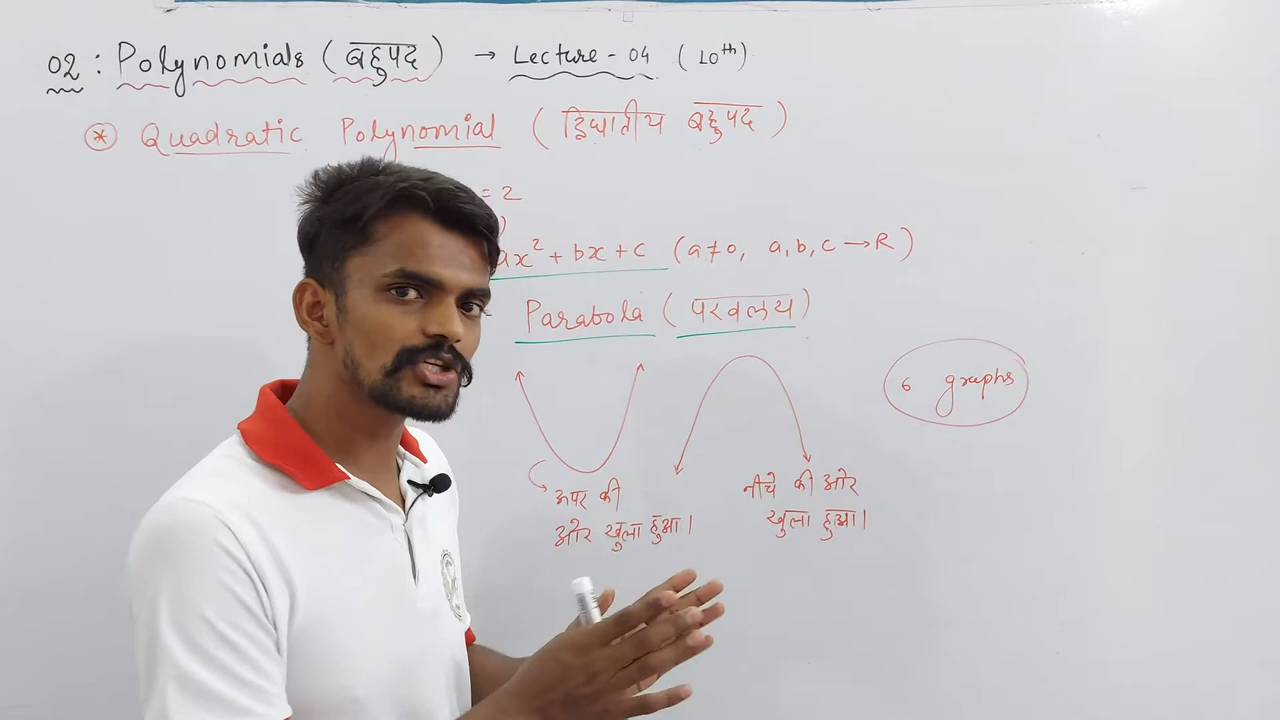 02 : Polynomials (बहुपद) → Lecture - 04 (10th)
* Quadratic Polynomial (द्विघातीय बहुपद)
= 2
)
ax² + bx + c (a≠0, a, b, c → R)
Parabola (परवलय)
6 graphs
ऊपर की
ओर खुला हुआ।
नीचे की ओर
खुला हुआ।